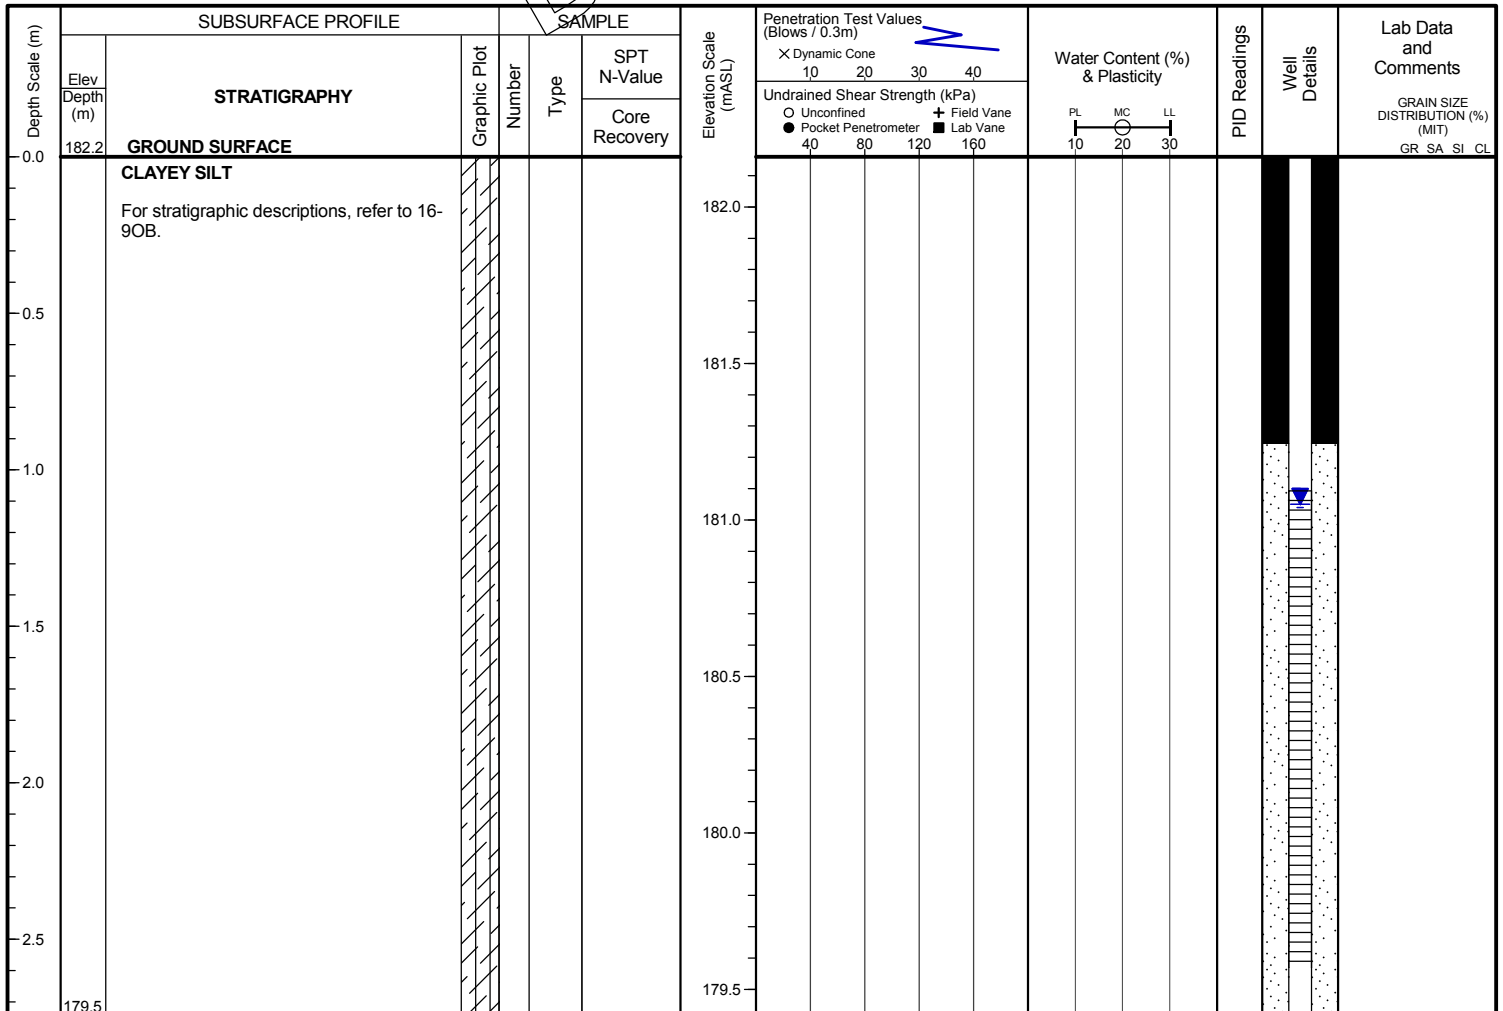 SUBSURFACE PROFILE
SAMPLE
Depth Scale (m)
Elev
Depth
(m)
STRATIGRAPHY
Graphic Plot
Number
Type
SPT
N-Value
Core
Recovery
Elevation Scale
(mASL)
Penetration Test Values
(Blows / 0.3m)
Dynamic Cone
10 20 30 40
Undrained Shear Strength (kPa)
Unconfined
Field Vane
Pocket Penetrometer
Lab Vane
40 80 120 160
Water Content (%)
& Plasticity
PL MC LL
10 20 30
PID Readings
Well
Details
Lab Data
and
Comments
GRAIN SIZE
DISTRIBUTION (%)
(MIT)
GR SA SI CL
182.2 GROUND SURFACE
0.0
CLAYEY SILT
For stratigraphic descriptions, refer to 16-
9OB.
182.0
0.5
181.5
1.0
181.0
1.5
180.5
2.0
180.0
2.5
179.5
179.5